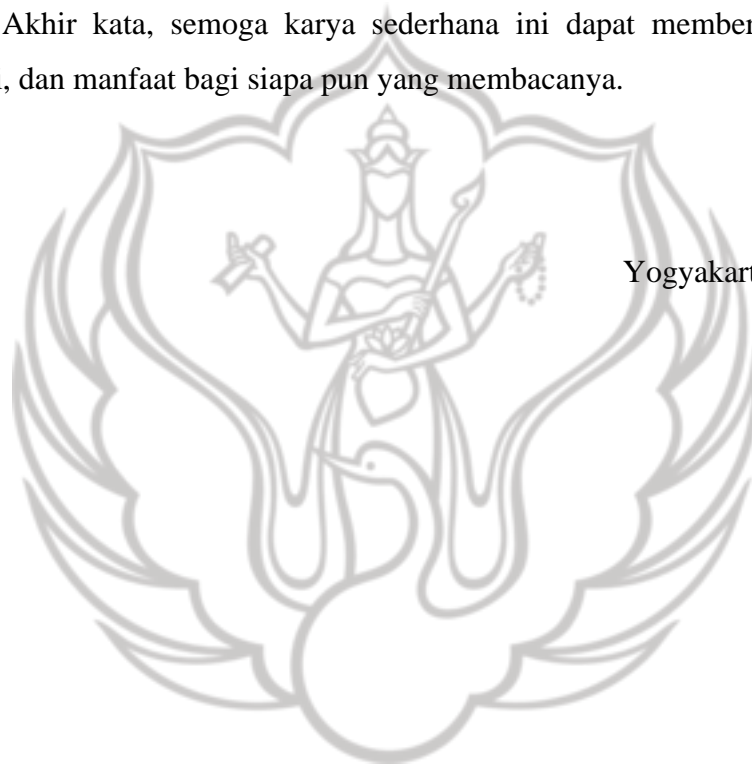 Akhir kata, semoga karya sederhana ini dapat member
, dan manfaat bagi siapa pun yang membacanya.
Yogyakart